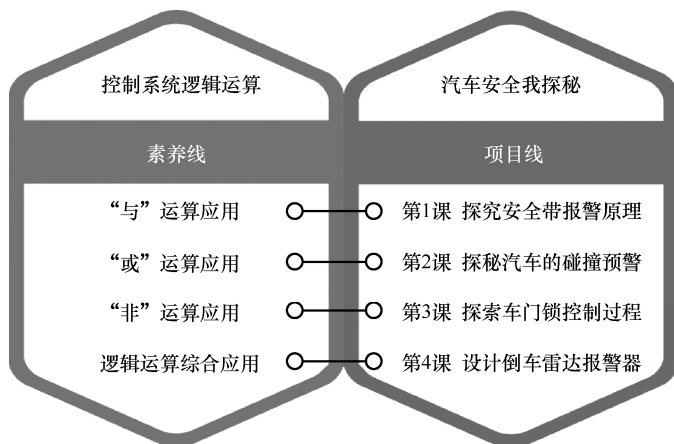 控制系统逻辑运算
汽车安全我探秘
素养线
项目线
“与”运算应用
第1课 探究安全带报警原理
“或”运算应用
第2课 探秘汽车的碰撞预警
“非”运算应用
第3课 探索车门锁控制过程
逻辑运算综合应用
第4课 设计倒车雷达报警器